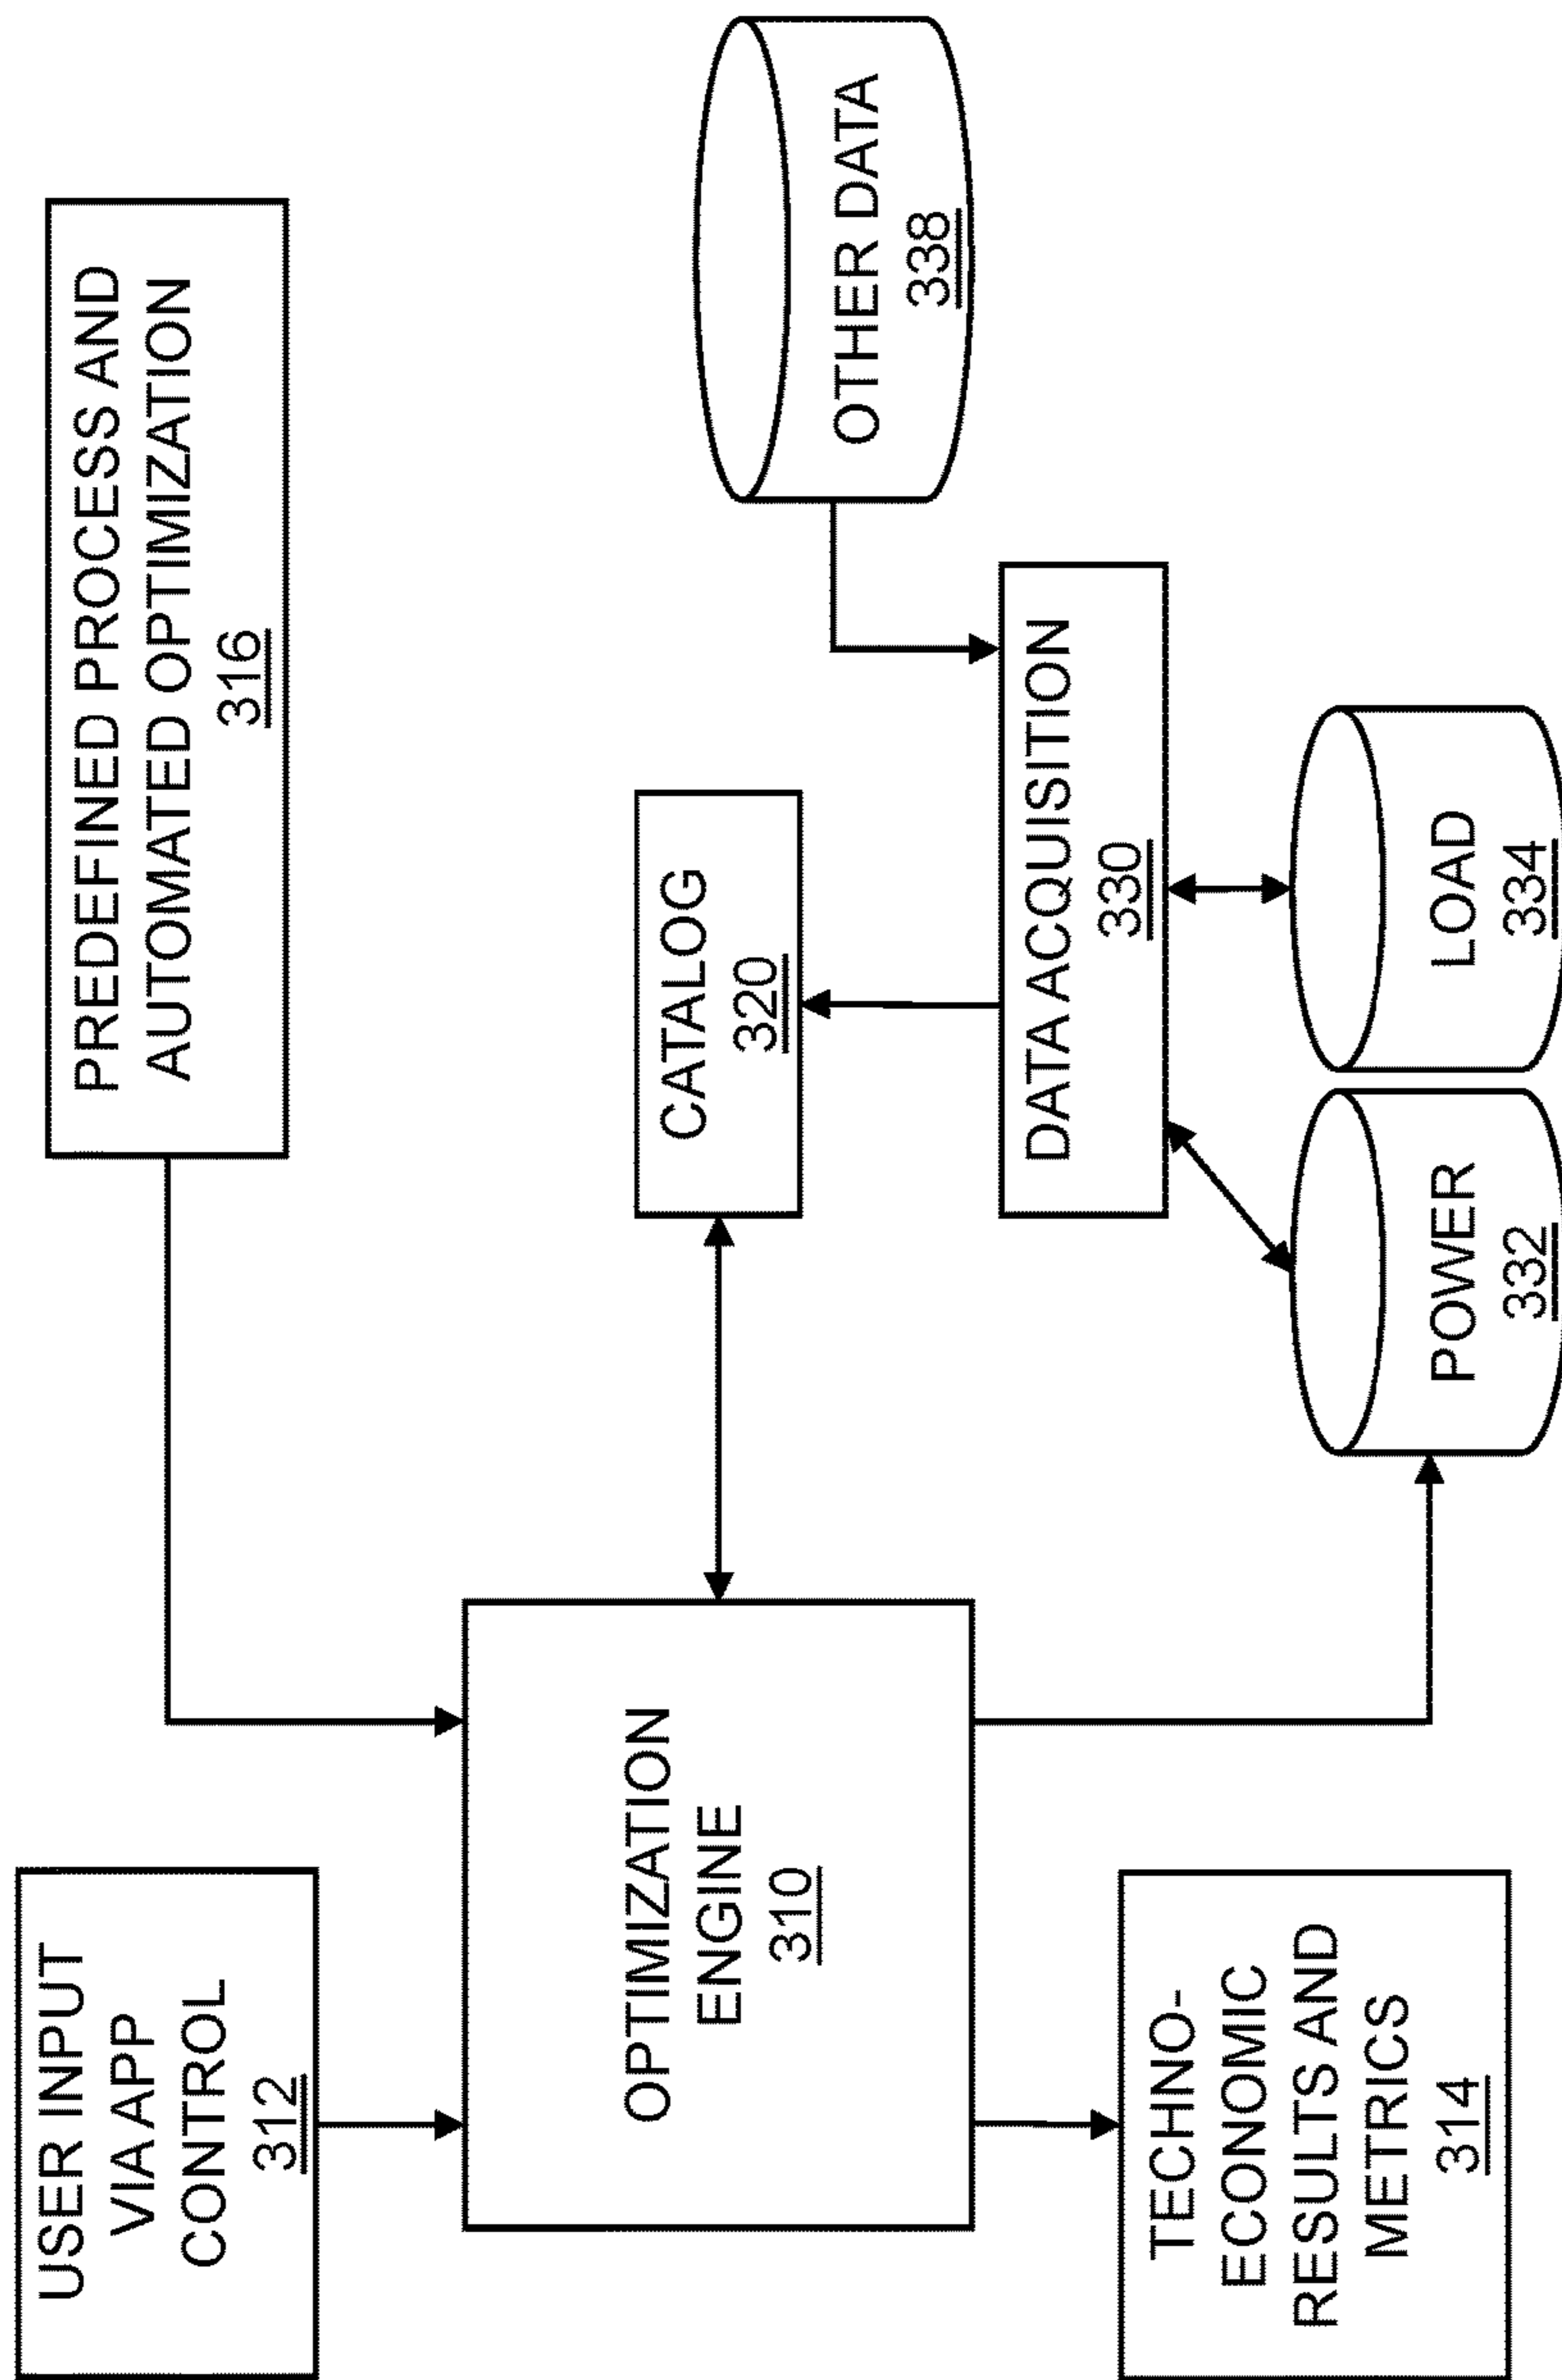 USER INPUT
VIA APP
CONTROL
312
PREDEFINED PROCESS AND
AUTOMATED OPTIMIZATION
316
OPTIMIZATION
ENGINE
310
CATALOG
320
OTHER DATA
338
DATA ACQUISITION
330
TECHNO-
ECONOMIC
RESULTS AND
METRICS
314
POWER
332
LOAD
334